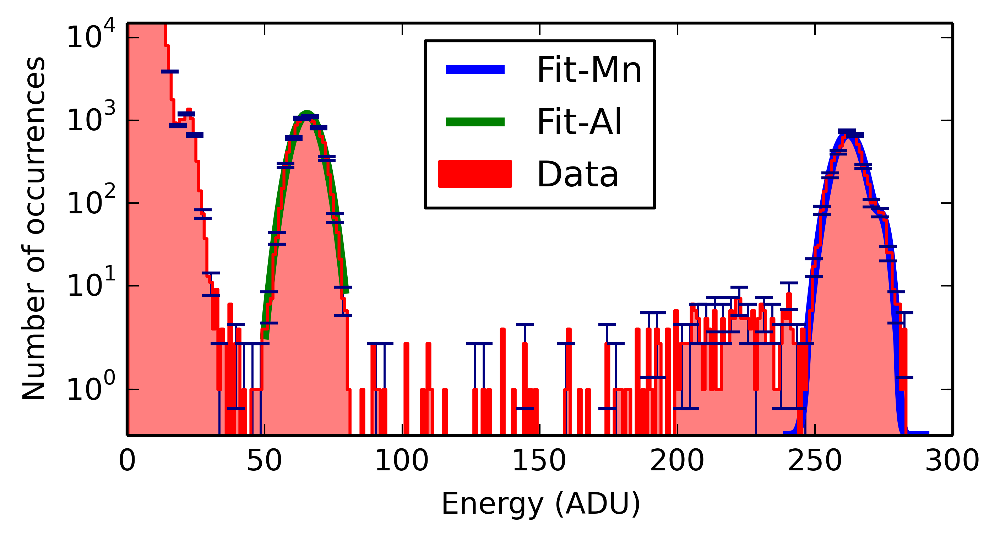 Number of occurrences
10^4
10^3
10^2
10^1
10^0
Fit-Mn
Fit-Al
Data
0 50 100 150 200 250 300
Energy (ADU)